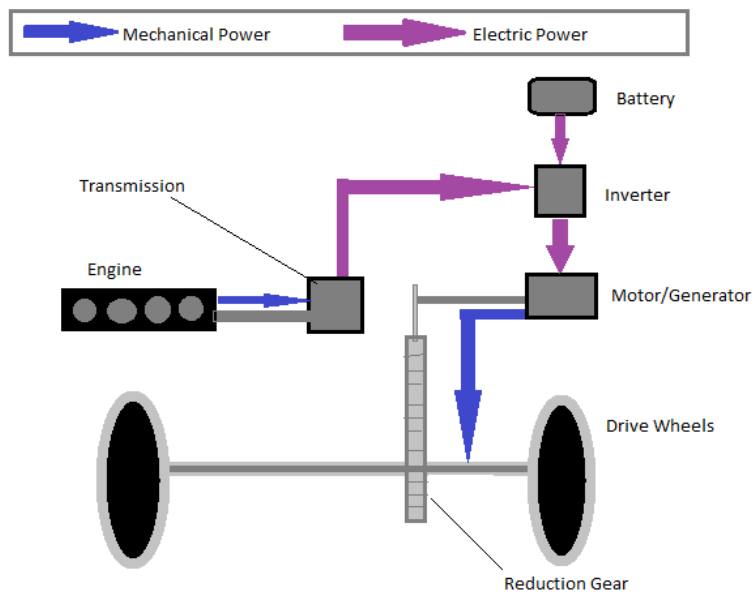 Mechanical Power
Electric Power
Battery
Transmission
Inverter
Engine
Motor/Generator
Drive Wheels
Reduction Gear